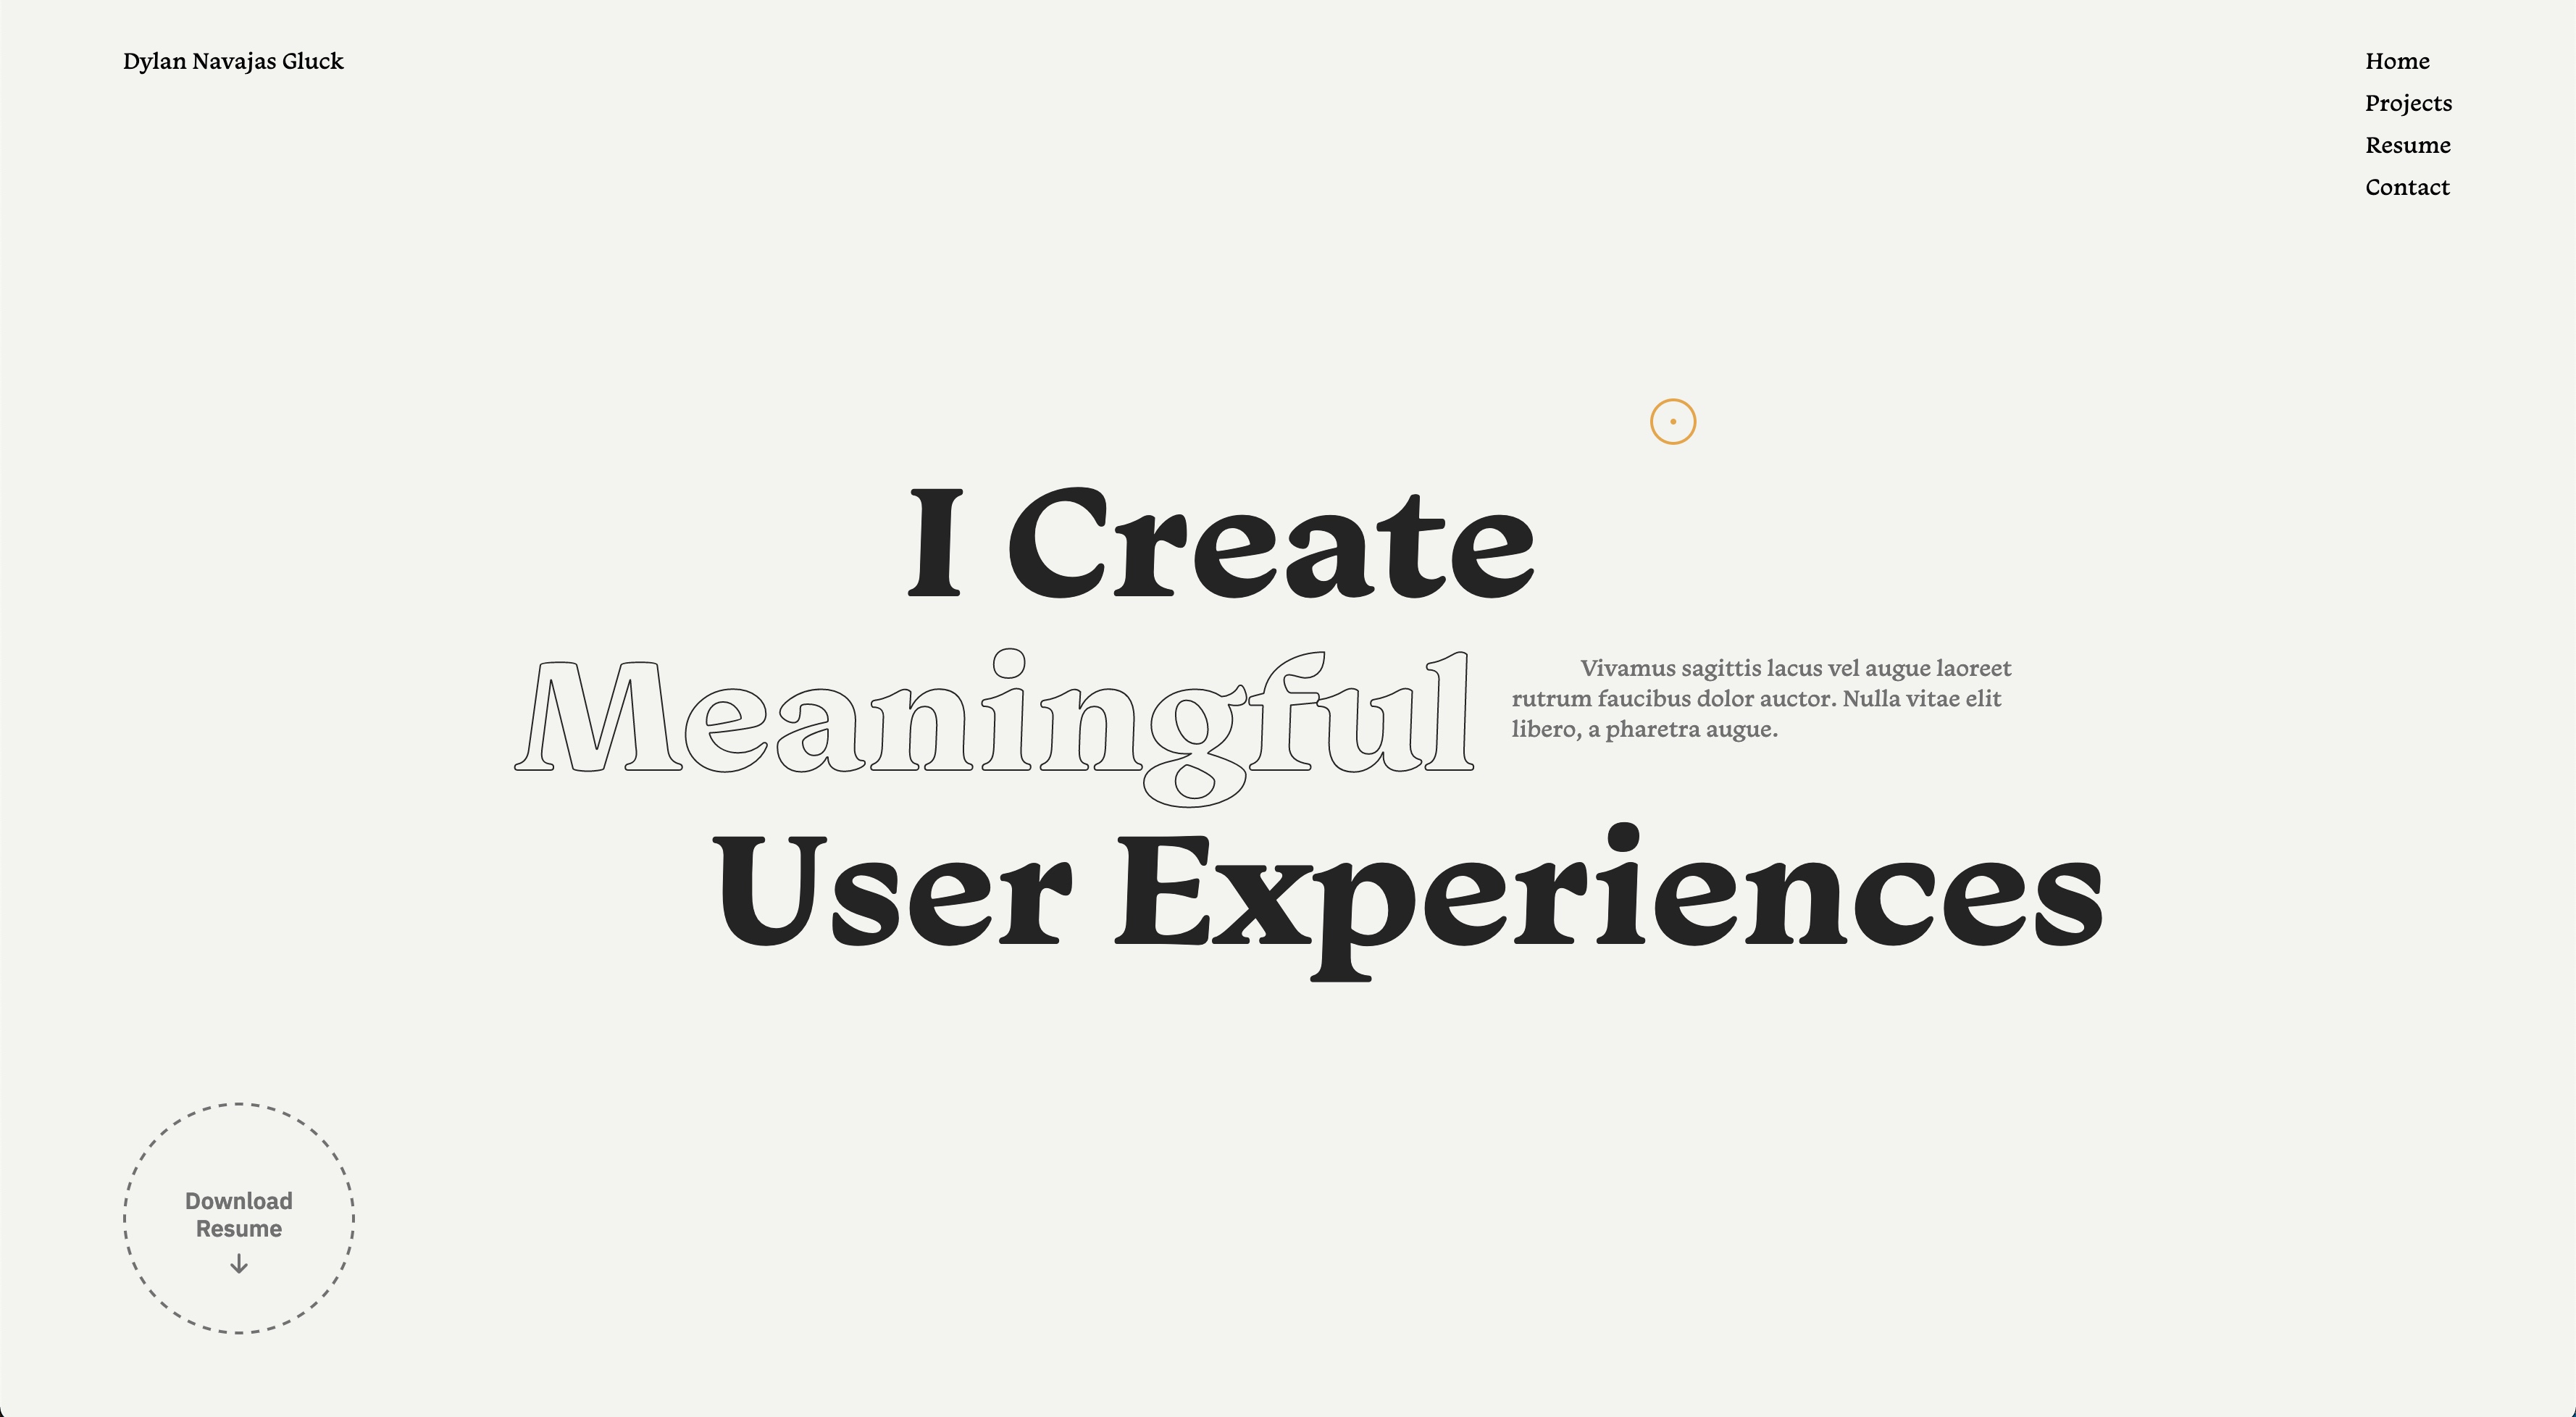 Dylan Navajas Gluck
Home
Projects
Resume
Contact
I Create
Meaningful
Vivamus sagittis lacus vel augue laoreet
rutrum faucibus dolor auctor. Nulla vitae elit
libero, a pharetra augue.
User Experiences
Download
Resume